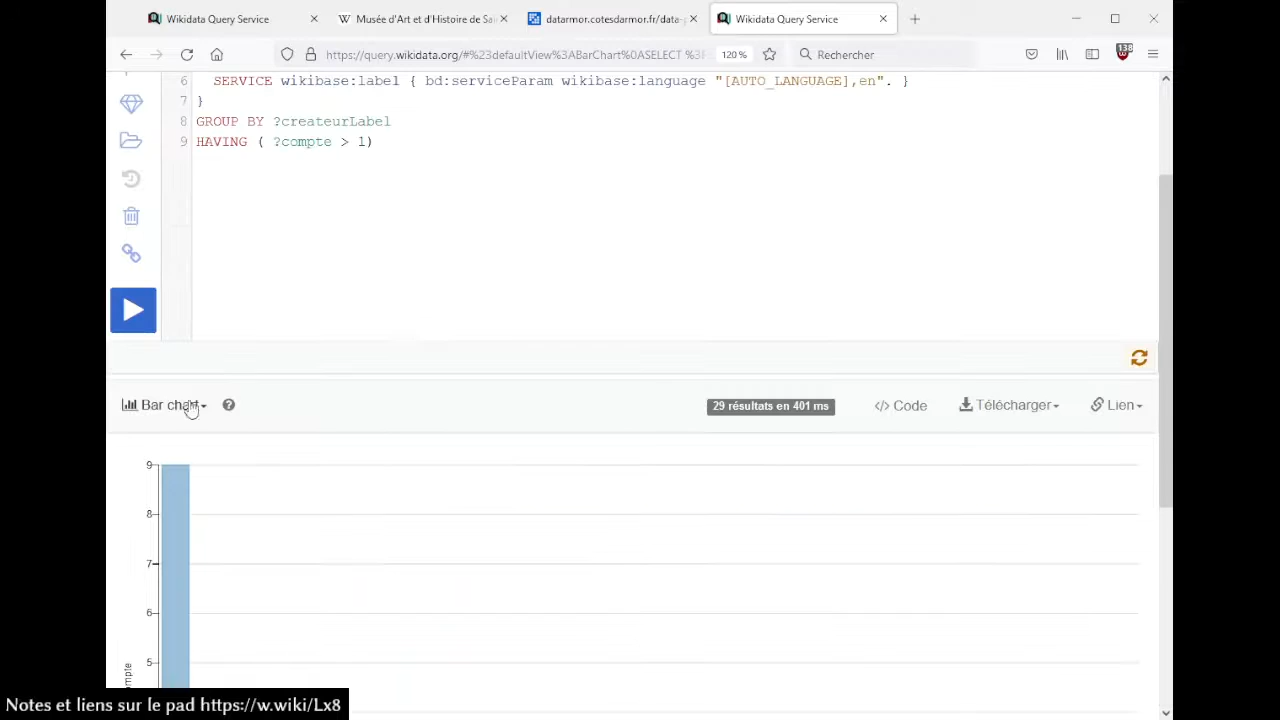 Wikidata Query Service
Musée d'Art et d'Histoire de Sai
datarmor.cotesdarmor.fr/data-
Wikidata Query Service
https://query.wikidata.org/#%23defaultView%3ABarChart%0ASELECT %3F
120 %
Rechercher
138
6 SERVICE wikibase:label { bd:serviceParam wikibase:language "[AUTO_LANGUAGE],en". }
7 }
8 GROUP BY ?createurLabel
9 HAVING ( ?compte > 1)
Bar chart
29 résultats en 401 ms
</> Code
Télécharger
Lien
9
8
7
6
5
Notes et liens sur le pad https://w.wiki/Lx8